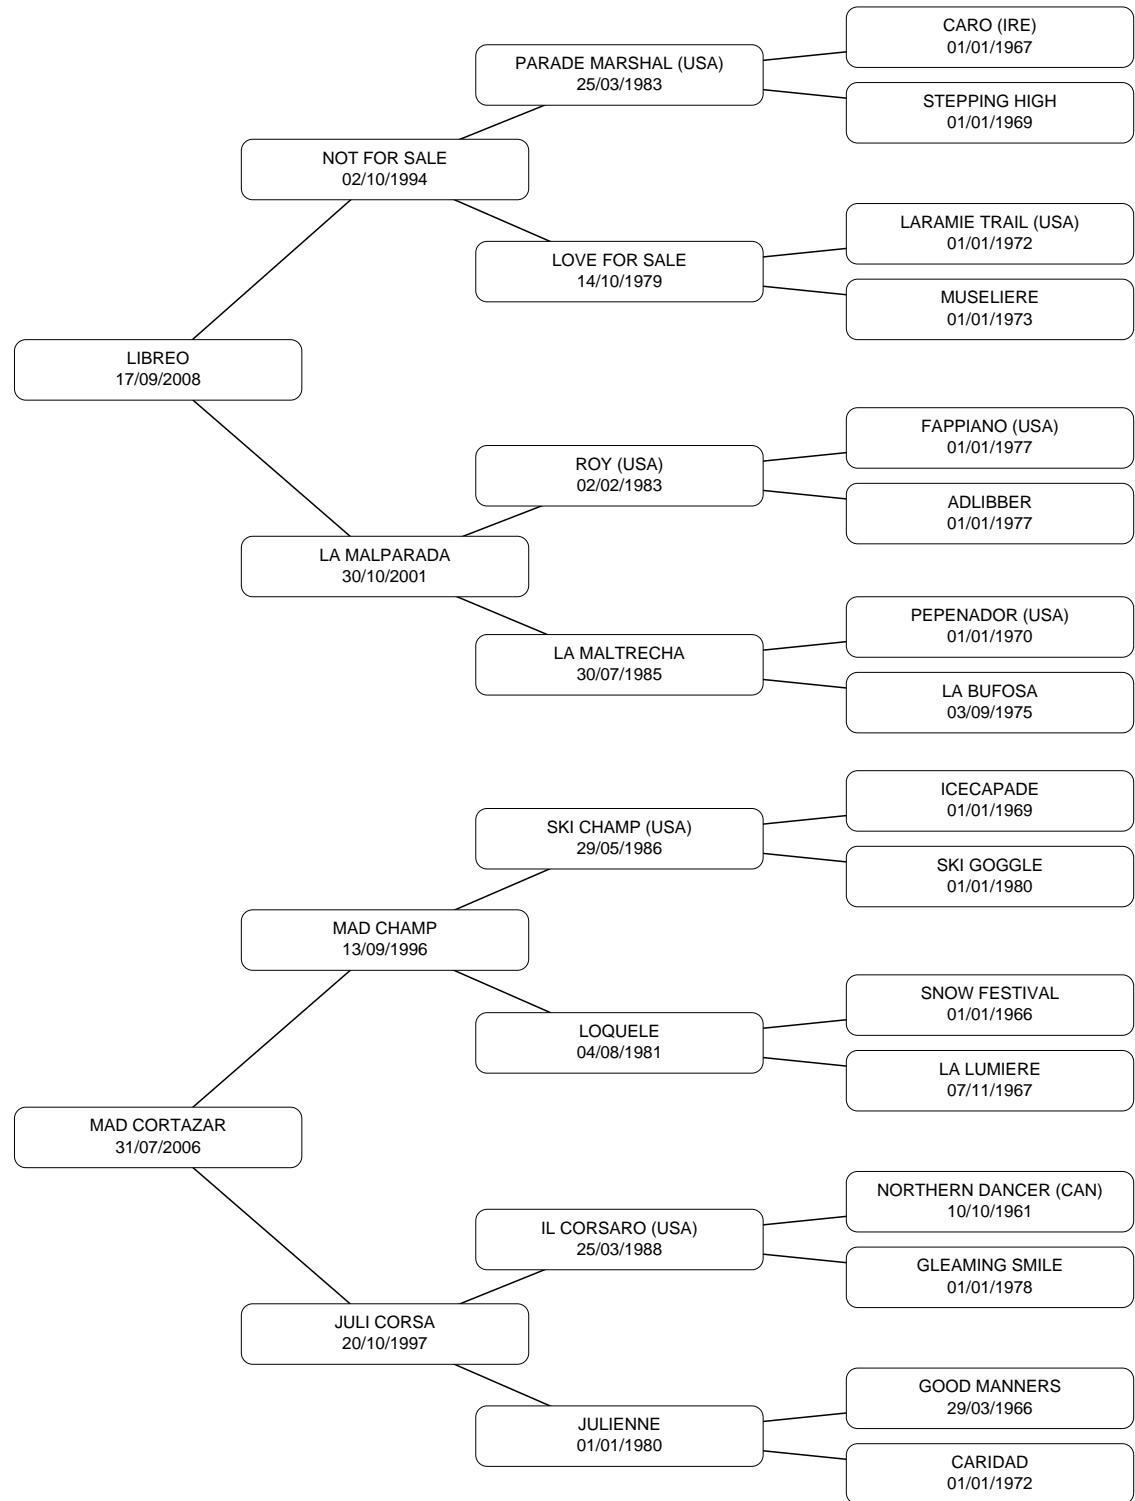 CARO (IRE)
01/01/1967
PARADE MARSHAL (USA)
25/03/1983
STEPPING HIGH
01/01/1969
NOT FOR SALE
02/10/1994
LARAMIE TRAIL (USA)
01/01/1972
LOVE FOR SALE
14/10/1979
MUSELIERE
01/01/1973
LIBREO
17/09/2008
FAPPIANO (USA)
01/01/1977
ROY (USA)
02/02/1983
ADLIBBER
01/01/1977
LA MALPARADA
30/10/2001
PEPENADOR (USA)
01/01/1970
LA MALTRECHA
30/07/1985
LA BUFOSA
03/09/1975
ICECAPADE
01/01/1969
SKI CHAMP (USA)
29/05/1986
SKI GOGGLE
01/01/1980
MAD CHAMP
13/09/1996
SNOW FESTIVAL
01/01/1966
LOQUELE
04/08/1981
LA LUMIERE
07/11/1967
MAD CORTAZAR
31/07/2006
NORTHERN DANCER (CAN)
10/10/1961
IL CORSARO (USA)
25/03/1988
GLEAMING SMILE
01/01/1978
JULI CORSA
20/10/1997
GOOD MANNERS
29/03/1966
JULIENNE
01/01/1980
CARIDAD
01/01/1972